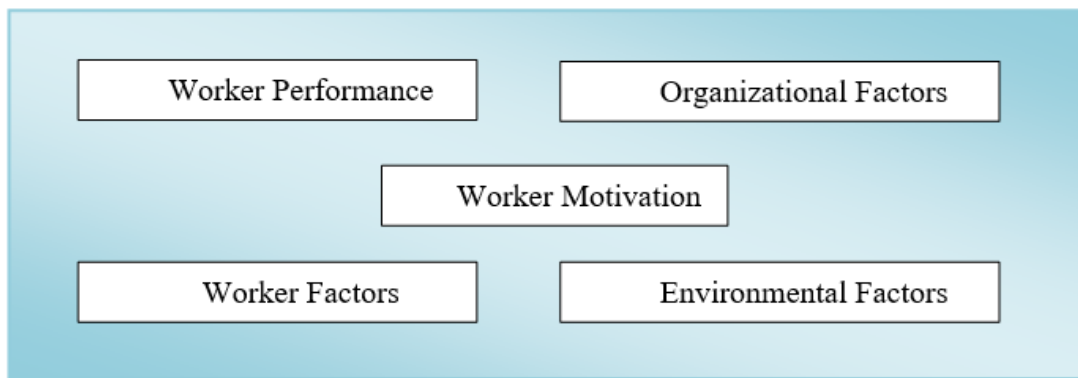 Worker Performance
Organizational Factors
Worker Motivation
Worker Factors
Environmental Factors